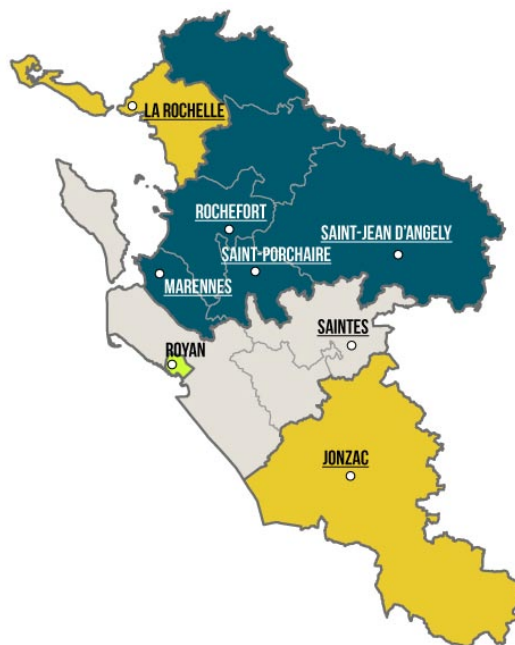 LA ROCHELLE
ROCHEFORT
SAINT-JEAN D'ANGELY
SAINT-PORCHAIRE
MARENNES
SAINTES
ROYAN
JONZAC